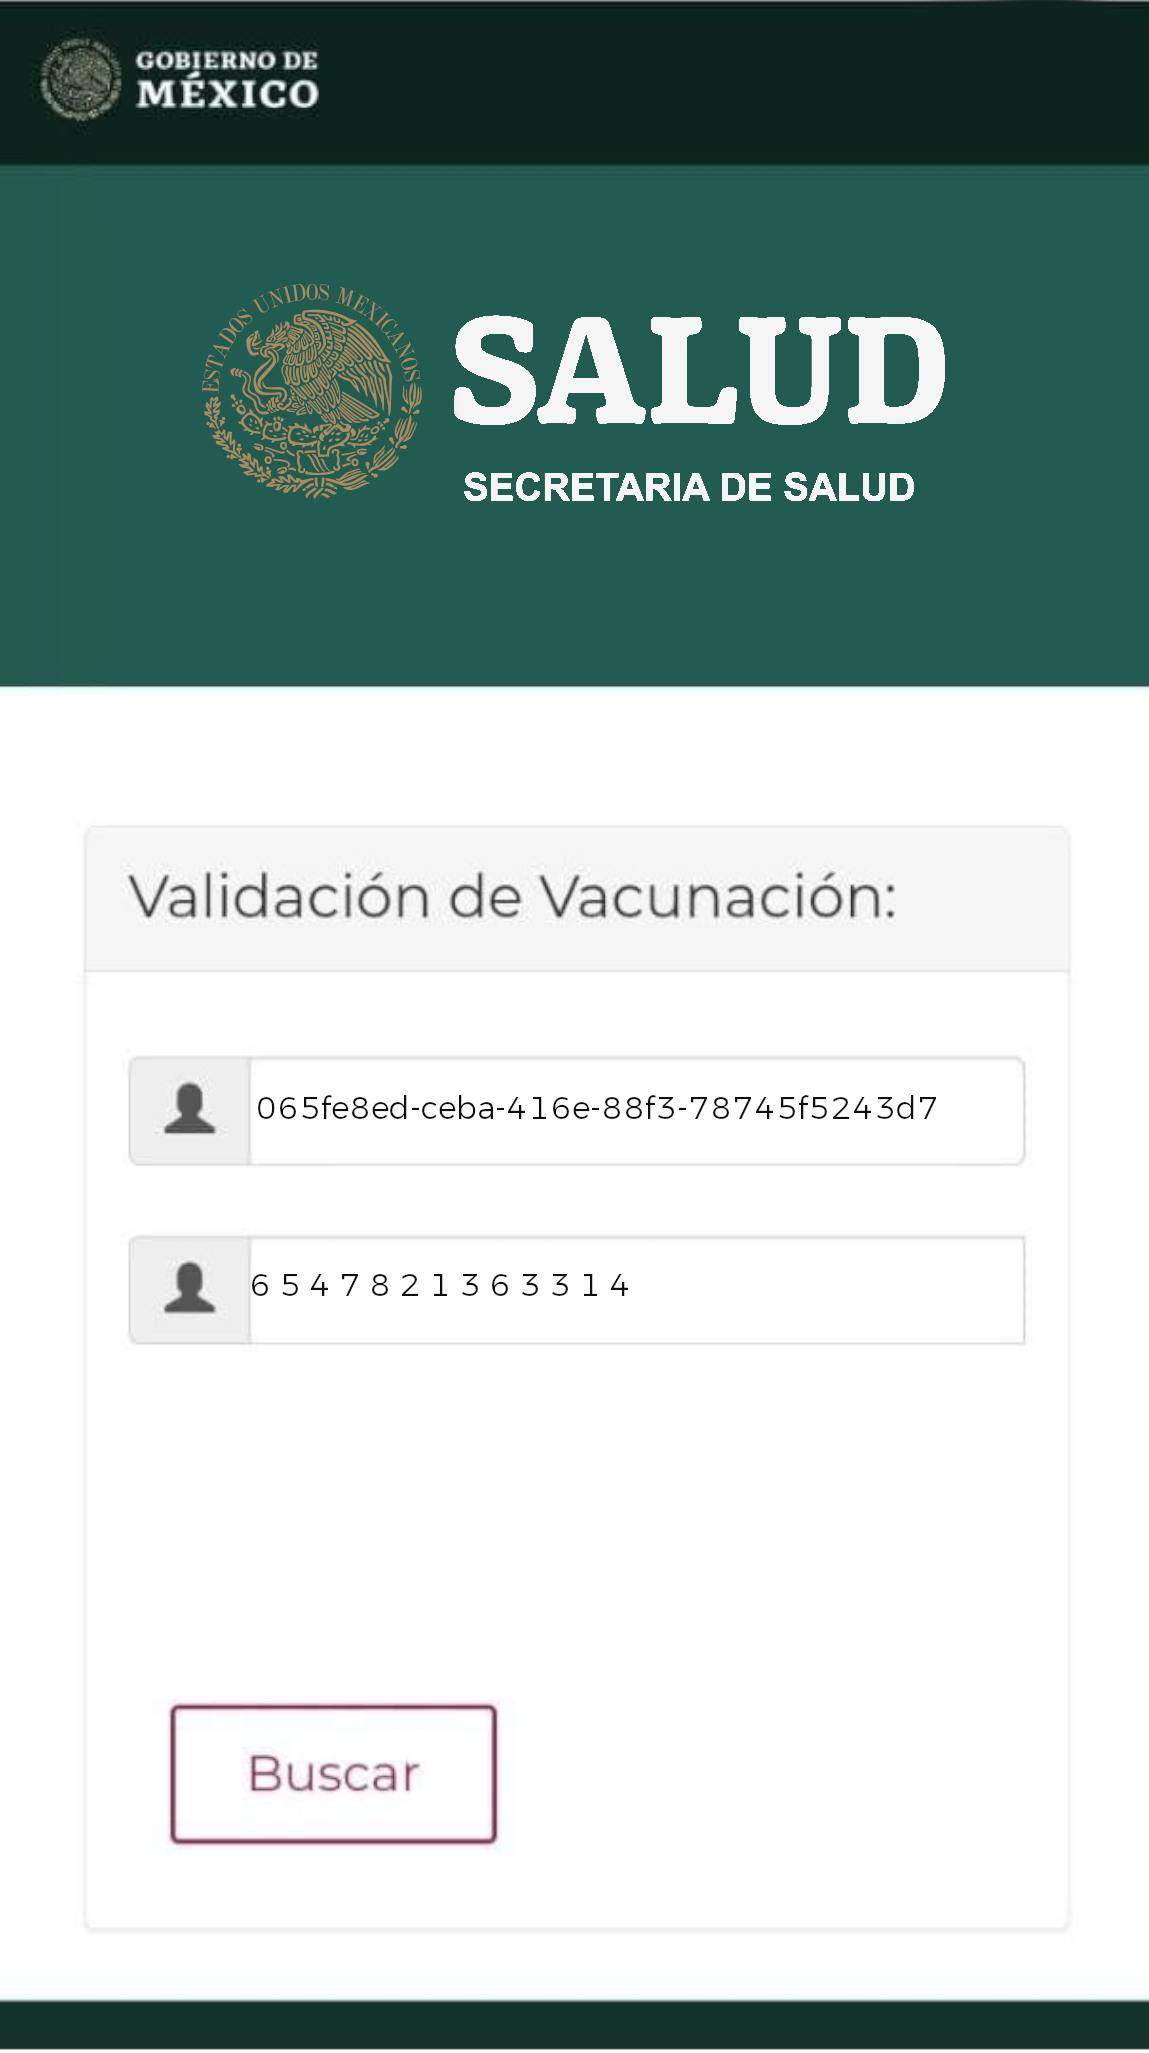 GOBIERNO DE
MÉXICO
ESTADOS UNIDOS MEXICANOS
SALUD
SECRETARIA DE SALUD
Validación de Vacunación:
065fe8ed-ceba-416e-88f3-78745f5243d7
6 5 4 7 8 2 1 3 6 3 3 1 4
Buscar